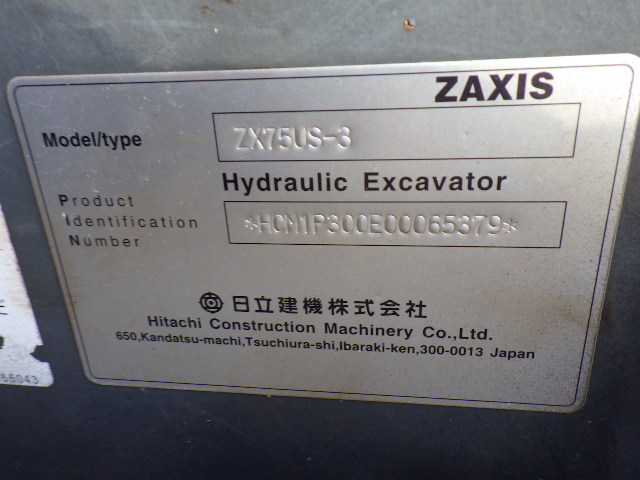 ZAXIS
Model/type ZX75US-3
Hydraulic Excavator
Product
Identification
Number
*HCM1P300E00065379*
日立建機株式会社
Hitachi Construction Machinery Co.,Ltd.
650,Kandatsu-machi,Tsuchiura-shi,Ibaraki-ken,300-0013 Japan